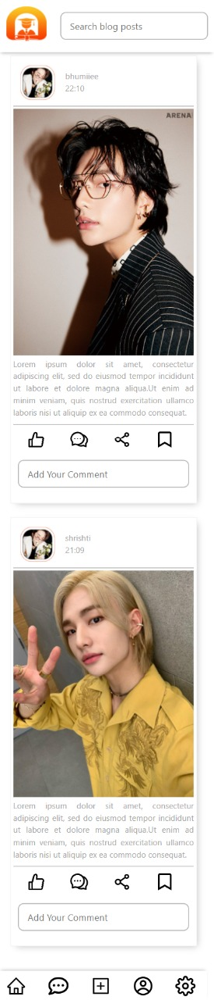 Search blog posts
bhumiiee
22:10
ARENA
Lorem ipsum dolor sit amet, consectetur
adipiscing elit, sed do eiusmod tempor incididunt
ut labore et dolore magna aliqua.Ut enim ad
minim veniam, quis nostrud exercitation ullamco
laboris nisi ut aliquip ex ea commodo consequat.
Add Your Comment
shrishti
21:09
Lorem ipsum dolor sit amet, consectetur
adipiscing elit, sed do eiusmod tempor incididunt
ut labore et dolore magna aliqua.Ut enim ad
minim veniam, quis nostrud exercitation ullamco
laboris nisi ut aliquip ex ea commodo consequat.
Add Your Comment